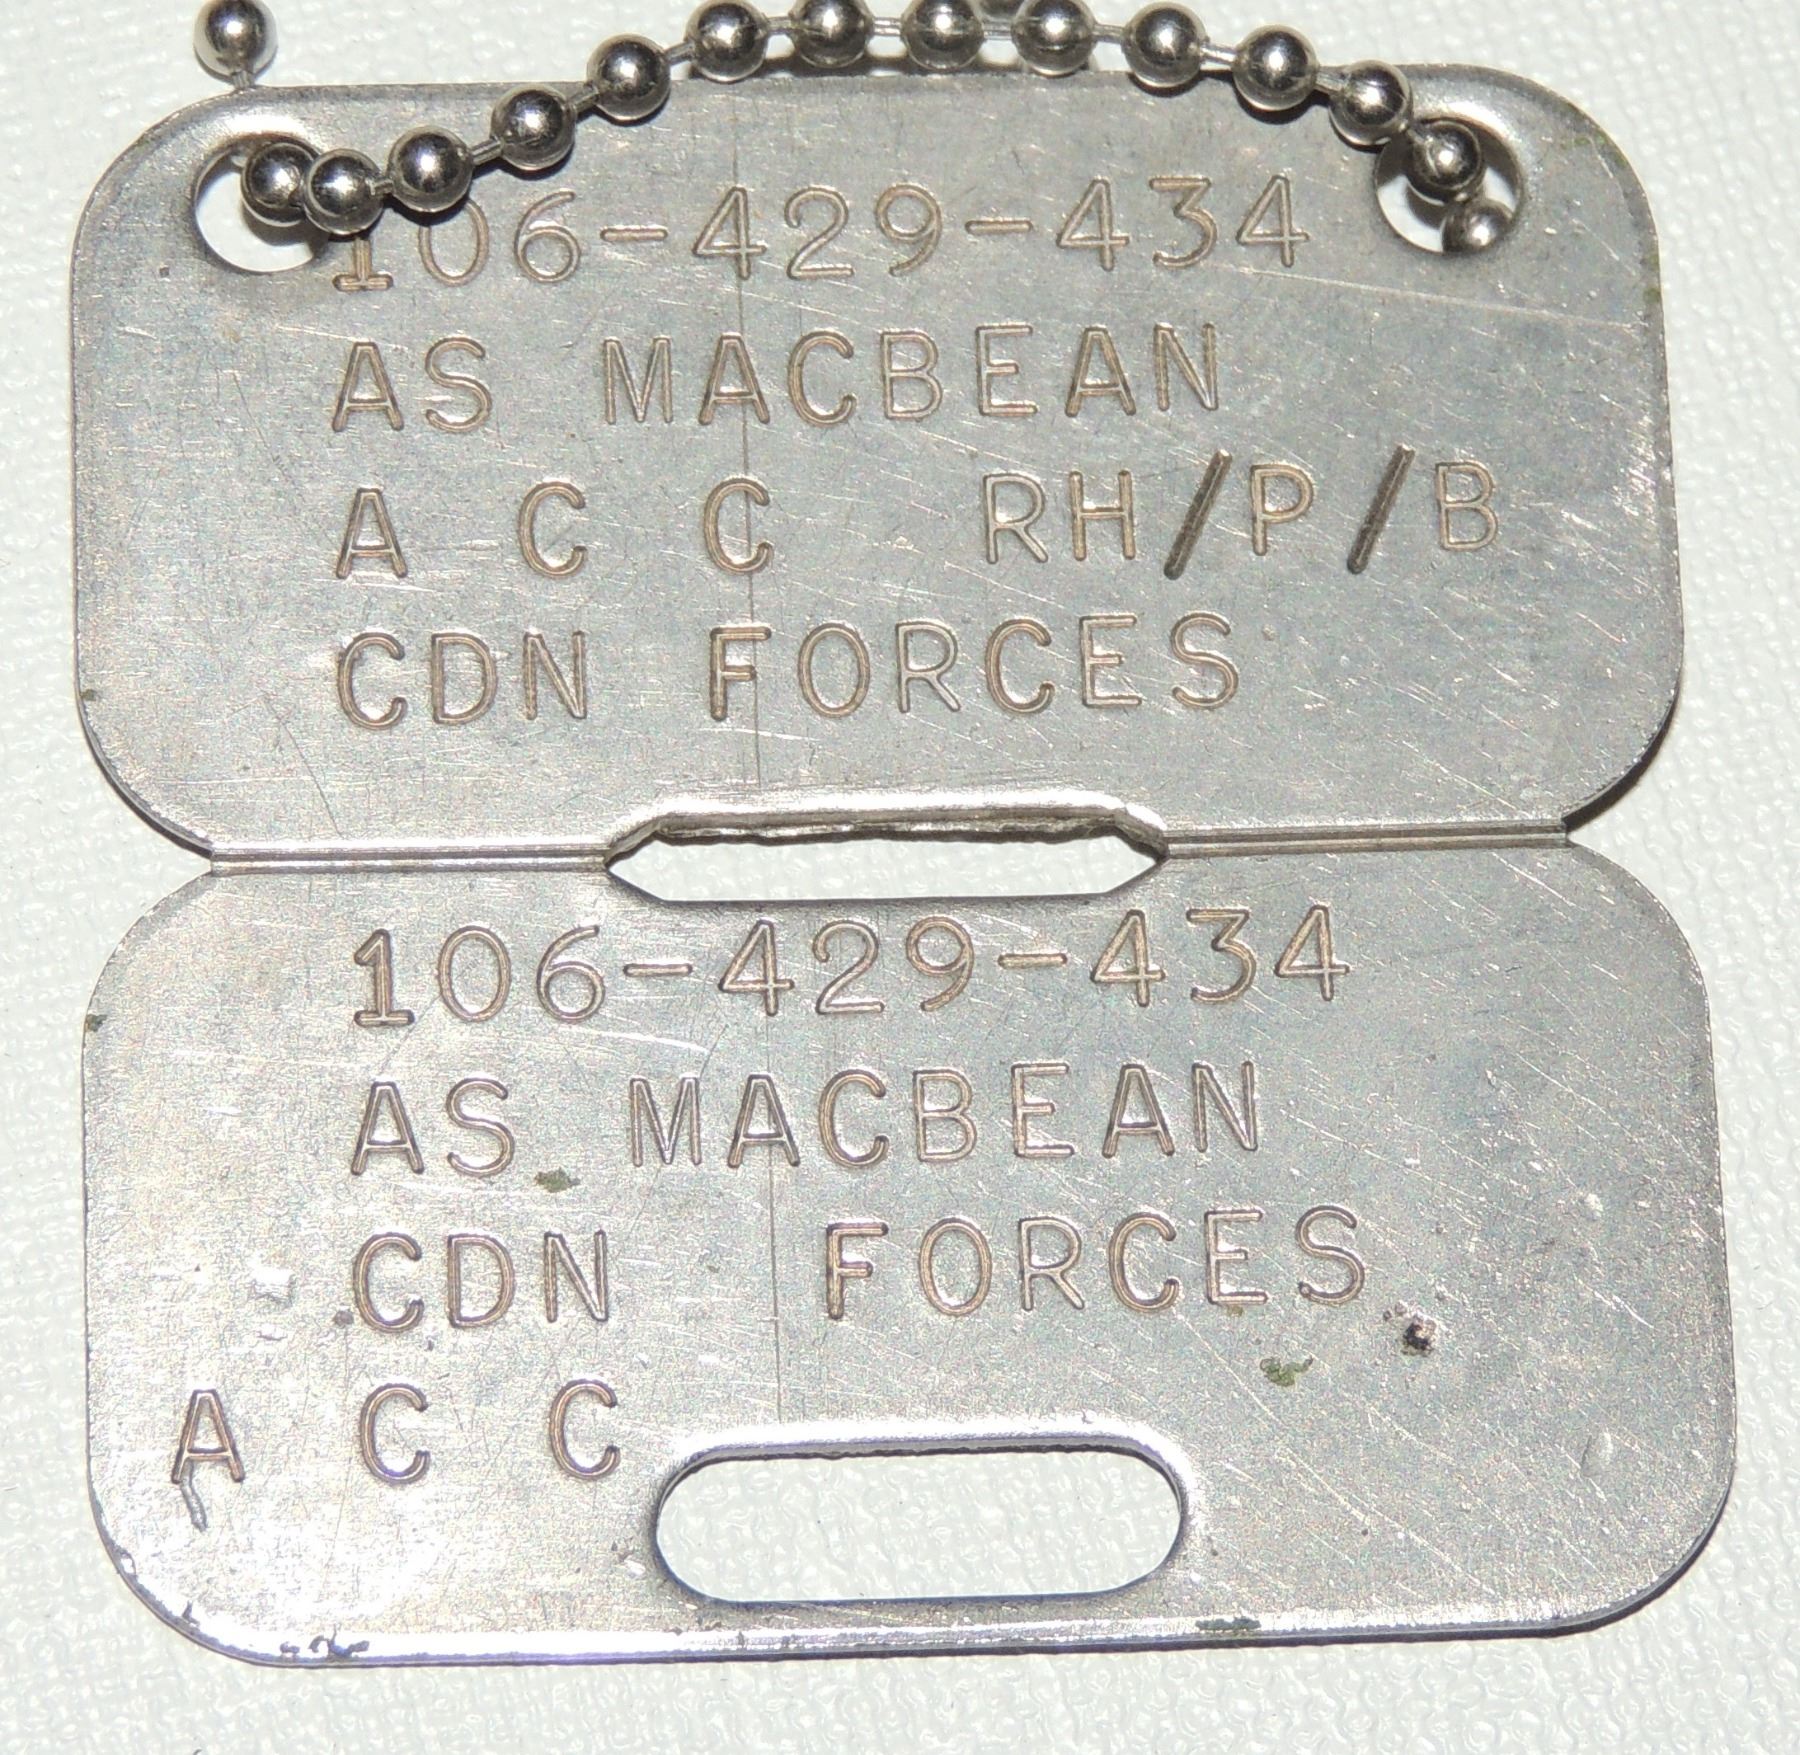 106-429-434
AS MACBEAN
A C C RH/P/B
CDN FORCES
106-429-434
AS MACBEAN
CDN FORCES
A C C